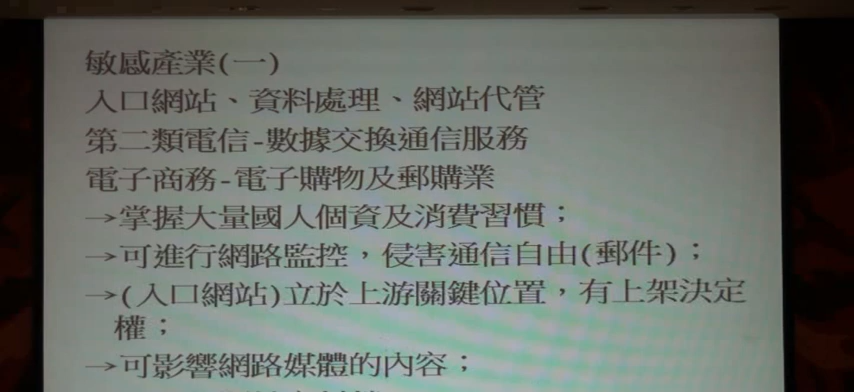 敏感產業(一)
入口網站、資料處理、網站代管
第二類電信-數據交換通信服務
電子商務-電子購物及郵購業
→掌握大量國人個資及消費習慣；
→可進行網路監控，侵害通信自由(郵件)；
→(入口網站)立於上游關鍵位置，有上架決定
權；
→可影響網路媒體的內容；